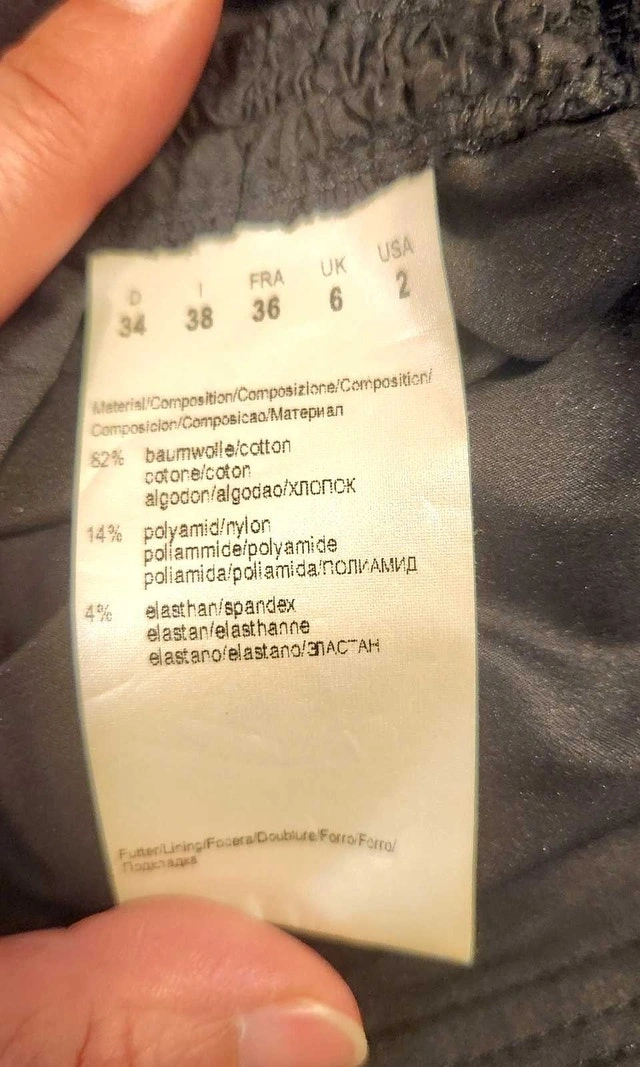 D I FRA UK USA
34 38 36 6 2
Material/Composition/Composizione/Composition/
Composicion/Composicao/Материал
82% baumwolle/cotton
cotone/coton
algodon/algodao/хлопок
14% polyamid/nylon
poliammide/polyamide
poliamida/poliamida/ПОЛИАМИД
4% elasthan/spandex
elastan/elasthanne
elastano/elastano/ЭЛАСТАН
Futter/Lining/Fodera/Doublure/Forro/Forro/
Подкладка